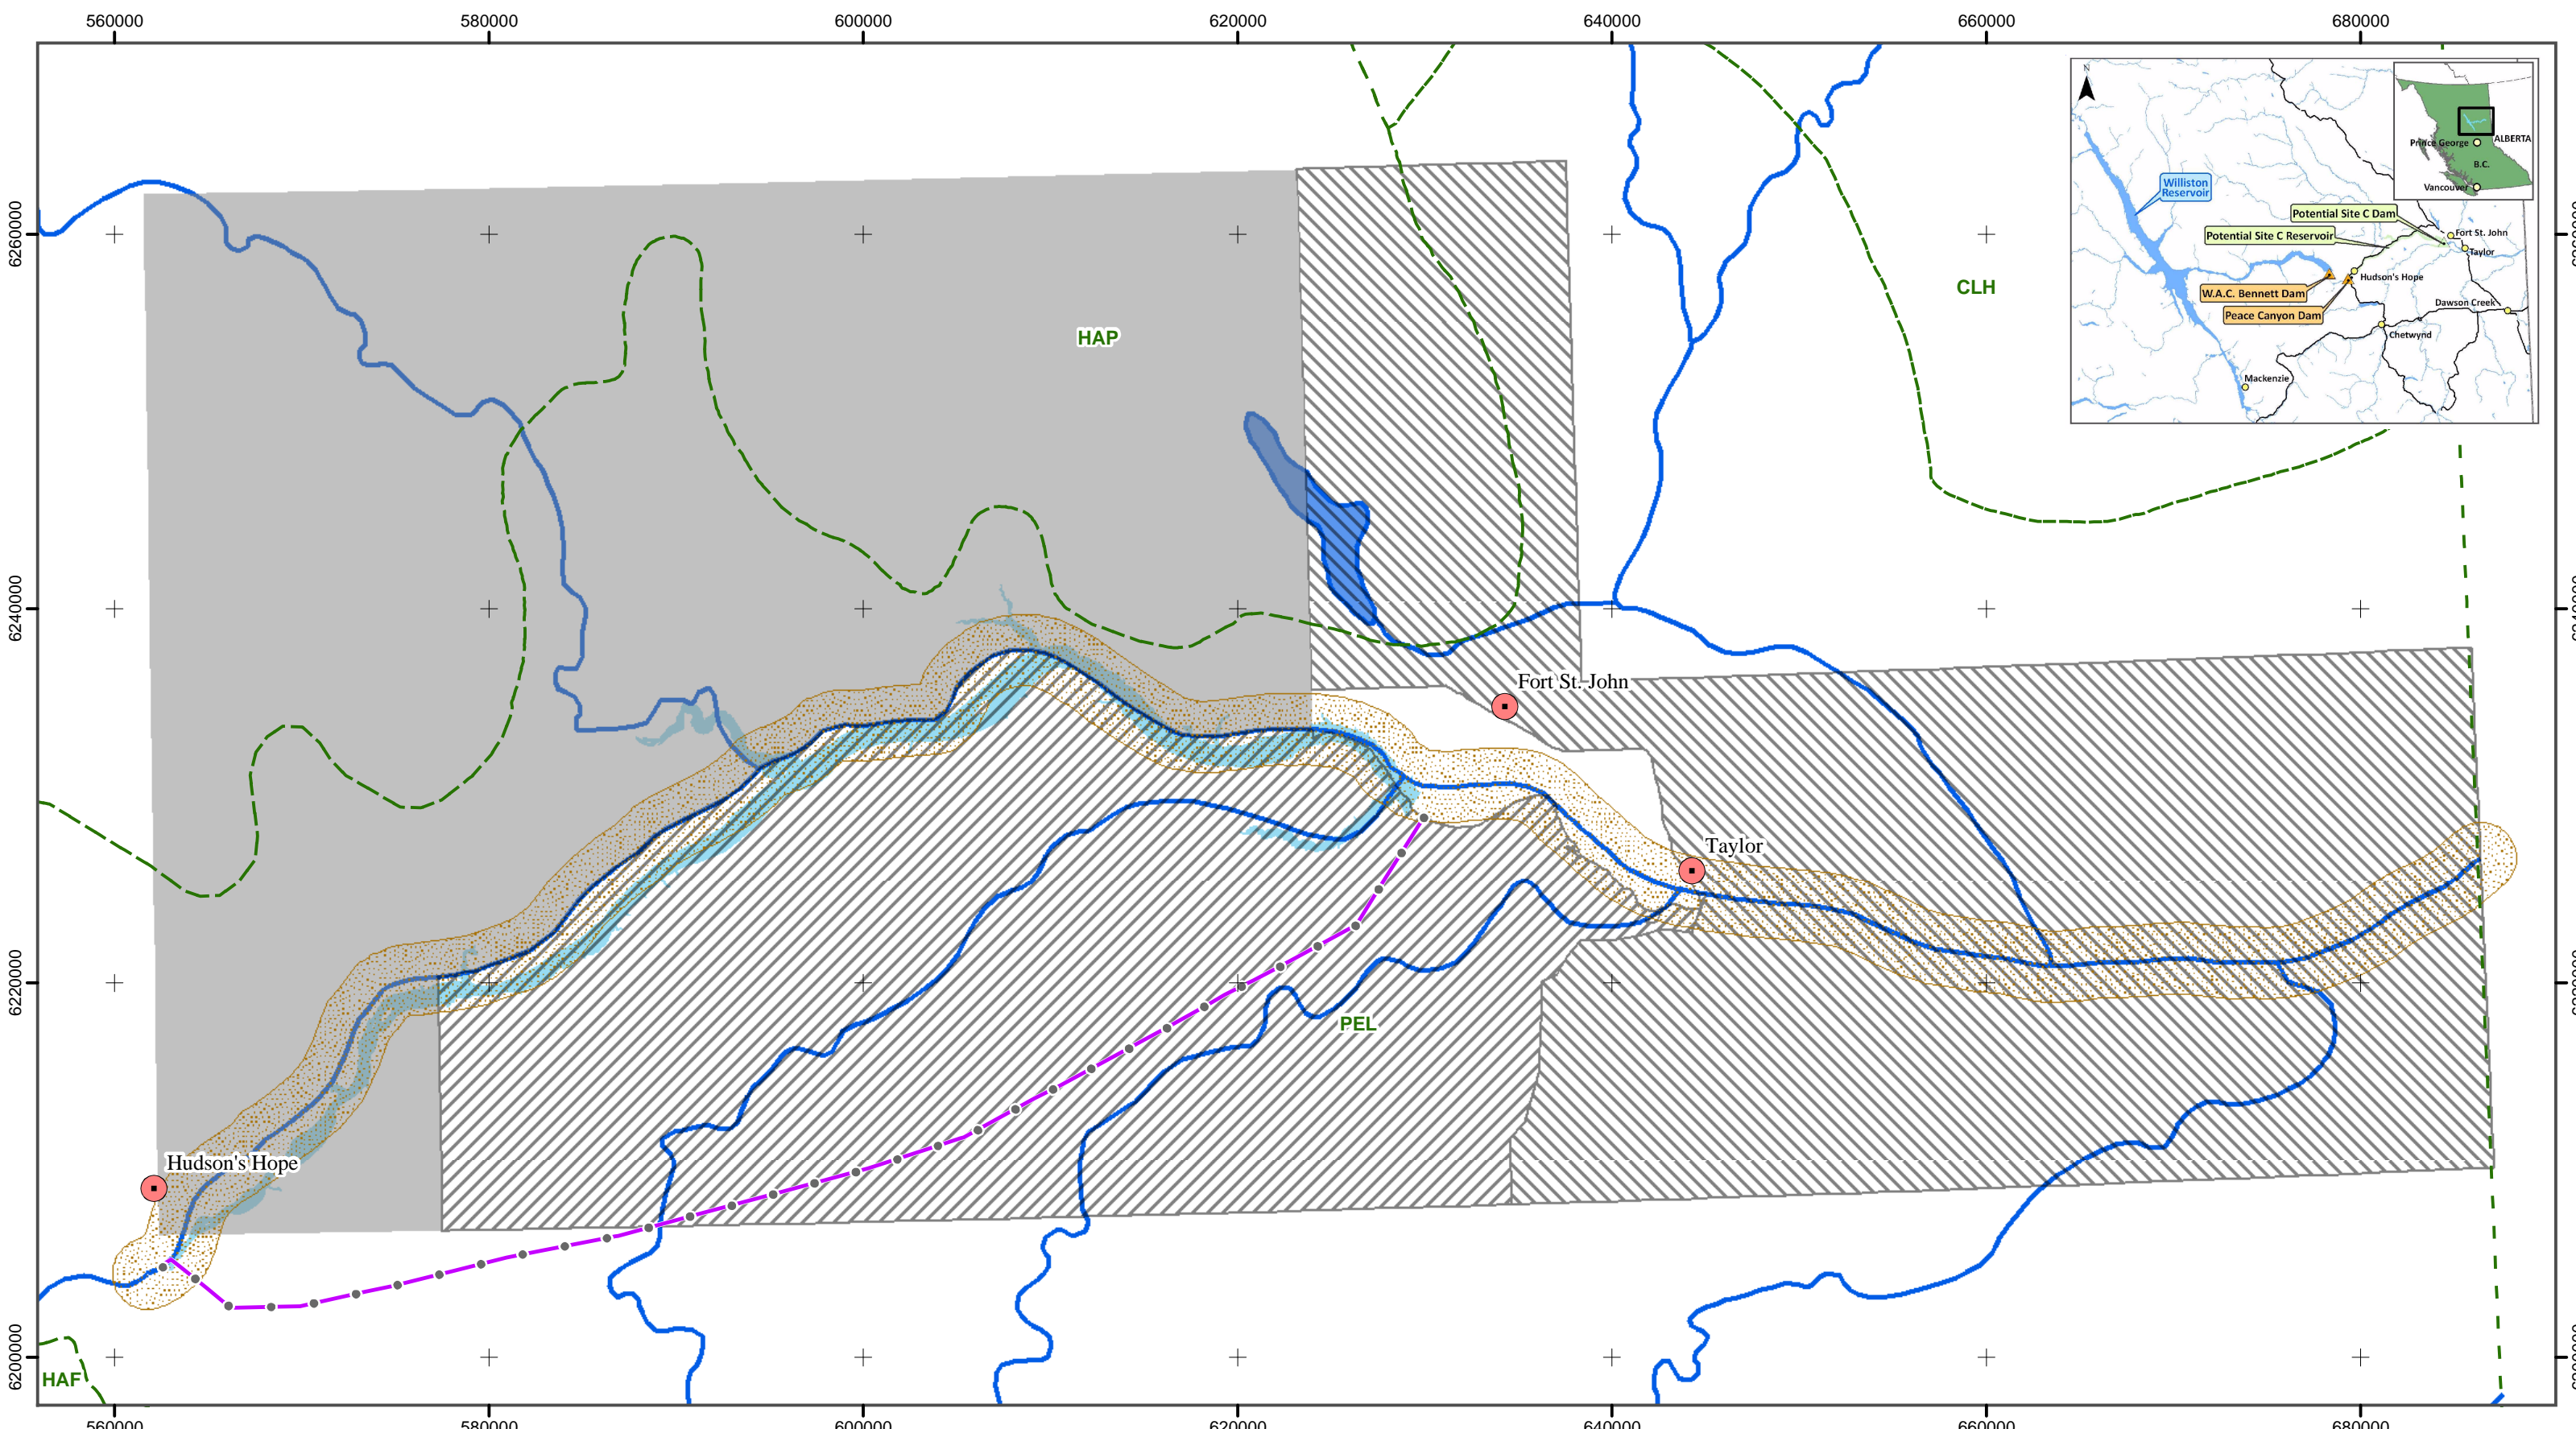 560000
580000
600000
620000
640000
660000
680000
N
ALBERTA
Prince George
B.C.
Vancouver
Williston
Reservoir
Potential Site C Dam
Potential Site C Reservoir
Fort St. John
Taylor
Hudson's Hope
W.A.C. Bennett Dam
Peace Canyon Dam
Dawson Creek
Chetwynd
Mackenzie
6260000
CLH
HAP
6240000
Fort St. John
Taylor
6220000
PEL
Hudson's Hope
6200000
HAF
560000
580000
600000
620000
640000
660000
680000